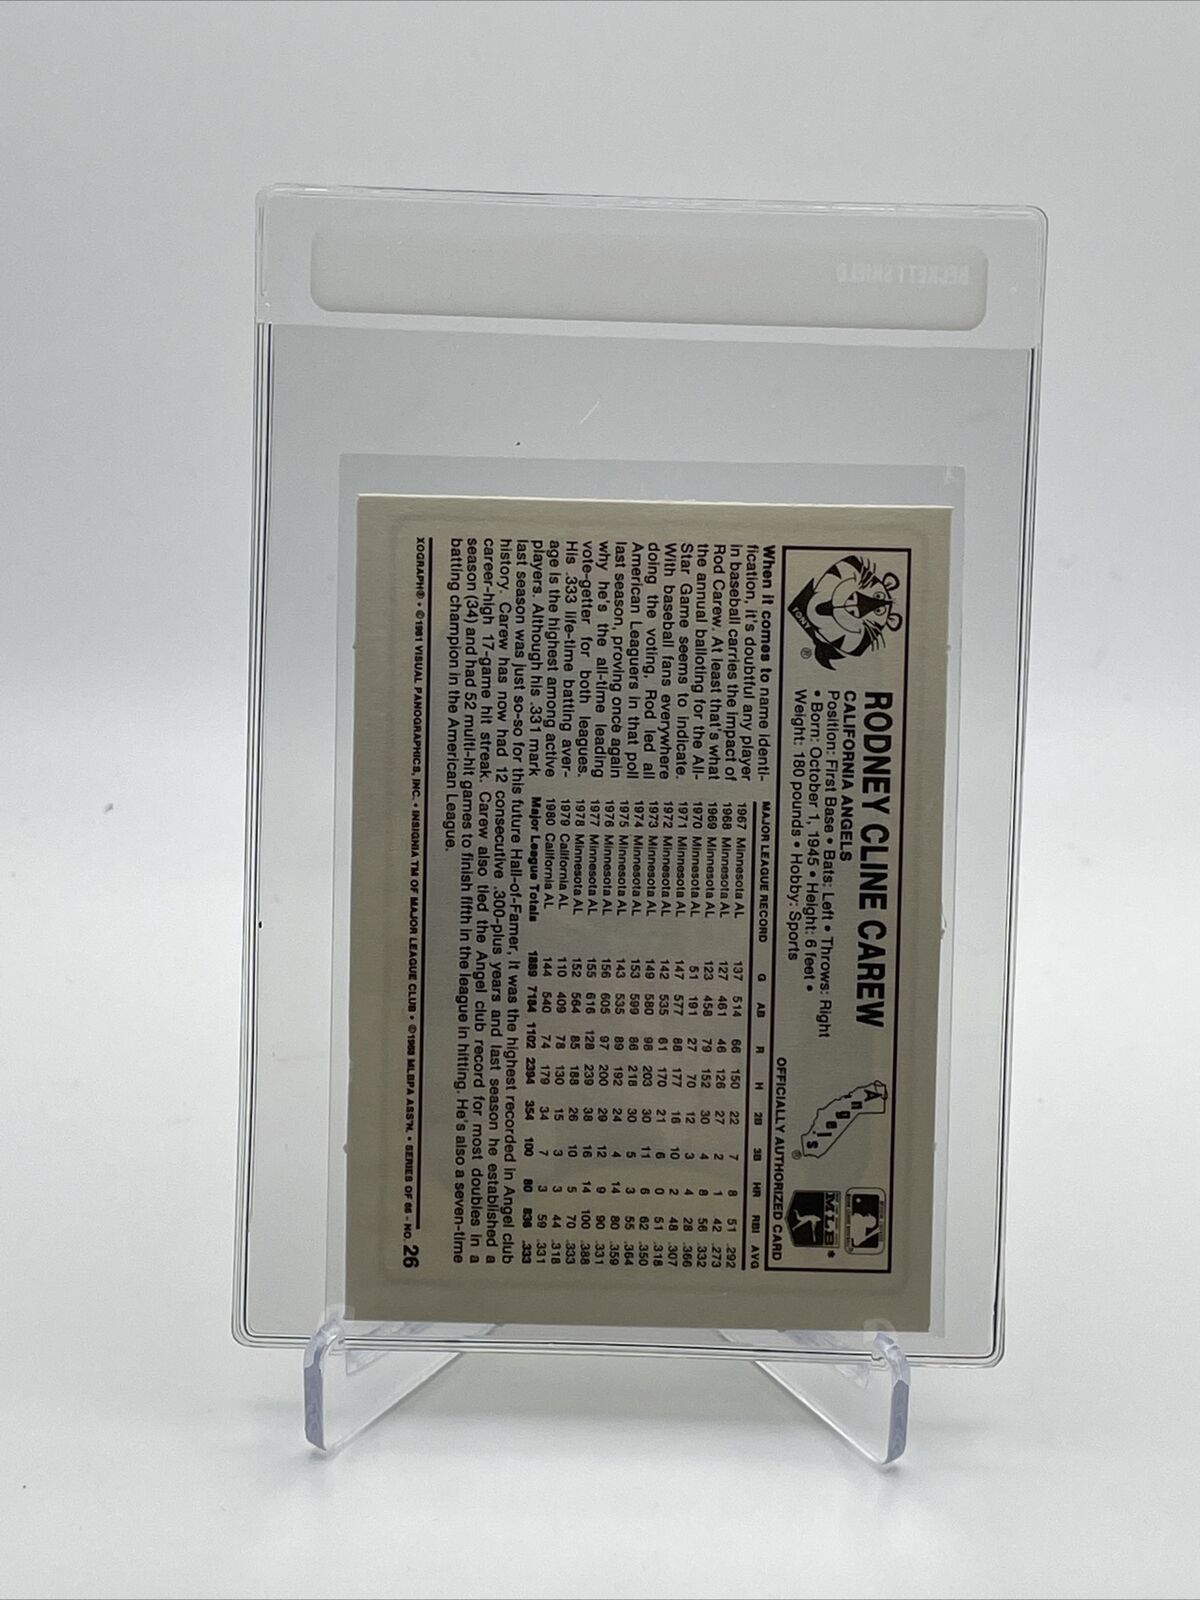 BECKETT SHIELD
TONY
®
RODNEY CLINE CAREW
CALIFORNIA ANGELS
Position: First Base • Bats: Left • Throws: Right
• Born: October 1, 1945 • Height: 6 feet •
Weight: 180 pounds • Hobby: Sports
Angels
®
MLB
OFFICIALLY AUTHORIZED CARD
When it comes to name identi-
fication, it's doubtful any player
in baseball carries the impact of
Rod Carew. At least that's what
the annual balloting for the All-
Star Game seems to indicate.
With baseball fans everywhere
doing the voting, Rod led all
American Leaguers in that poll
last season, proving once again
why he's the all-time leading
vote-getter for both leagues.
His .333 life-time batting aver-
age is the highest among active
players. Although his .331 mark
last season was just so-so for this future Hall-of-Famer, it was the highest recorded in Angel club
history. Carew has now had 12 consecutive .300-plus years and last season he established a
career-high 17-game hit streak. Carew also tied the Angel club record for most doubles in a
season (34) and had 52 multi-hit games to finish fifth in the league in hitting. He's also a seven-time
batting champion in the American League.
MAJOR LEAGUE RECORD G AB R H 2B 3B HR RBI AVG
1967 Minnesota AL 137 514 66 150 22 7 8 51 .292
1968 Minnesota AL 127 461 46 126 27 2 1 42 .273
1969 Minnesota AL 123 458 79 152 30 4 8 56 .332
1970 Minnesota AL 51 191 27 70 12 3 4 28 .366
1971 Minnesota AL 147 577 88 177 16 10 2 48 .307
1972 Minnesota AL 142 535 61 170 21 6 0 51 .318
1973 Minnesota AL 149 580 98 203 30 11 6 62 .350
1974 Minnesota AL 153 599 86 218 30 5 3 55 .364
1975 Minnesota AL 143 535 89 192 24 4 14 80 .359
1976 Minnesota AL 156 605 97 200 29 12 9 90 .331
1977 Minnesota AL 155 616 128 239 38 16 14 100 .388
1978 Minnesota AL 152 564 85 188 26 10 5 70 .333
1979 California AL 110 409 78 130 15 3 3 44 .318
1980 California AL 144 540 74 179 34 7 3 59 .331
Major League Totals 1889 7184 1102 2394 354 100 80 836 .333
XOGRAPH® • ©1981 VISUAL PANOGRAPHICS, INC. • INSIGNIA TM OF MAJOR LEAGUE CLUB • ©1968 MLBPA ASS'N. • SERIES OF 66 - NO. 26